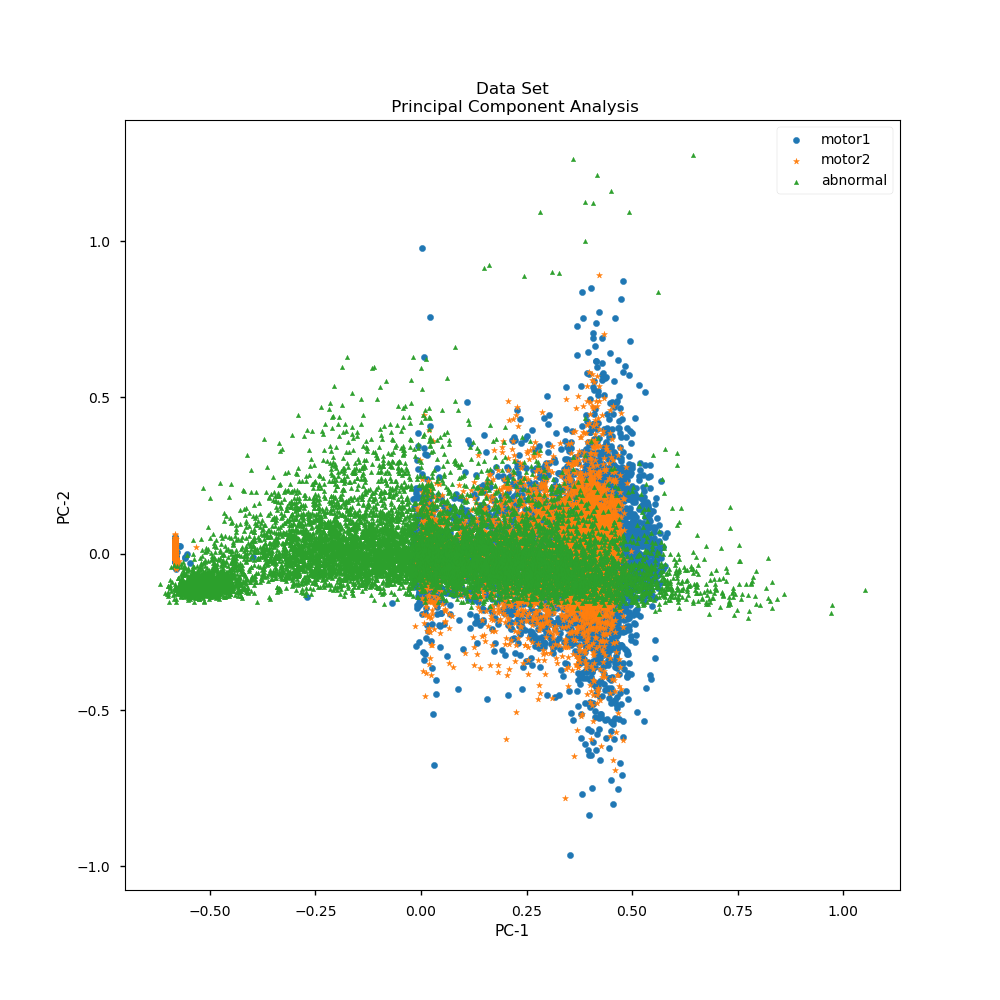 Data Set
Principal Component Analysis
motor1
motor2
abnormal
1.0
0.5
0.0
−0.5
−1.0
PC-2
−0.50
−0.25
0.00
0.25
0.50
0.75
1.00
PC-1